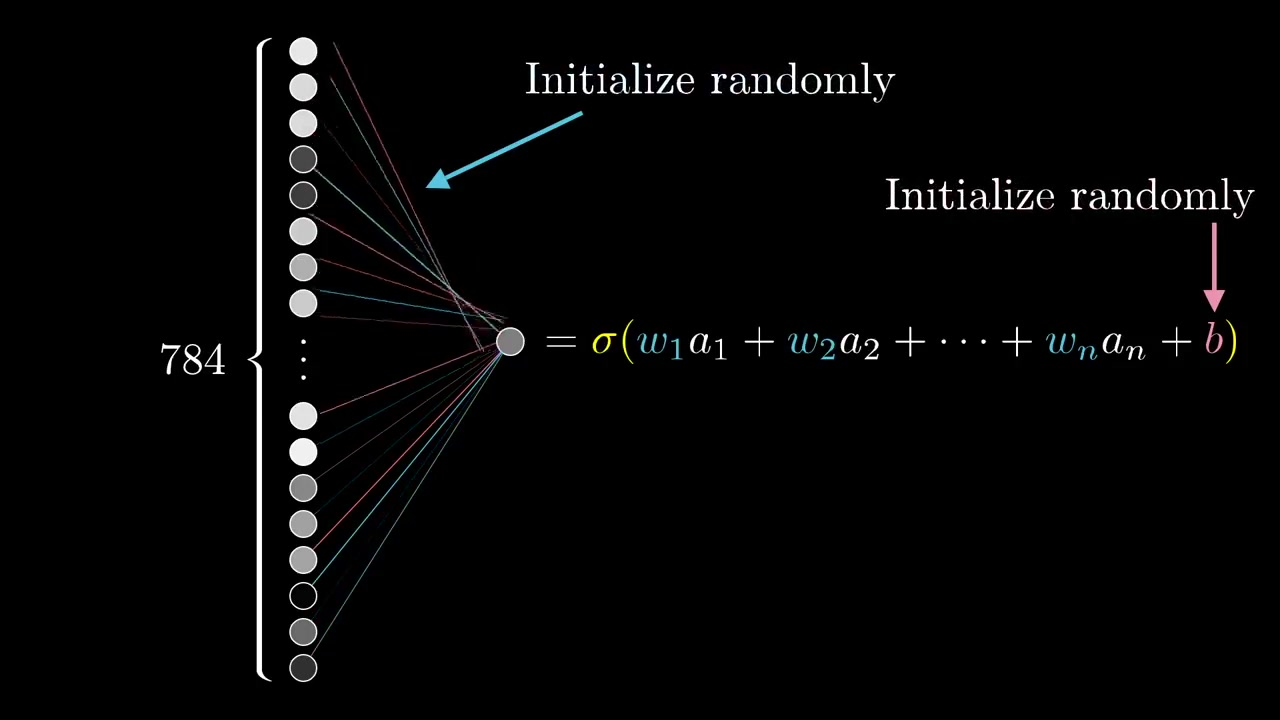 Initialize randomly
Initialize randomly
784
= σ(w₁a₁ + w₂a₂ + ⋯ + wₙaₙ + b)